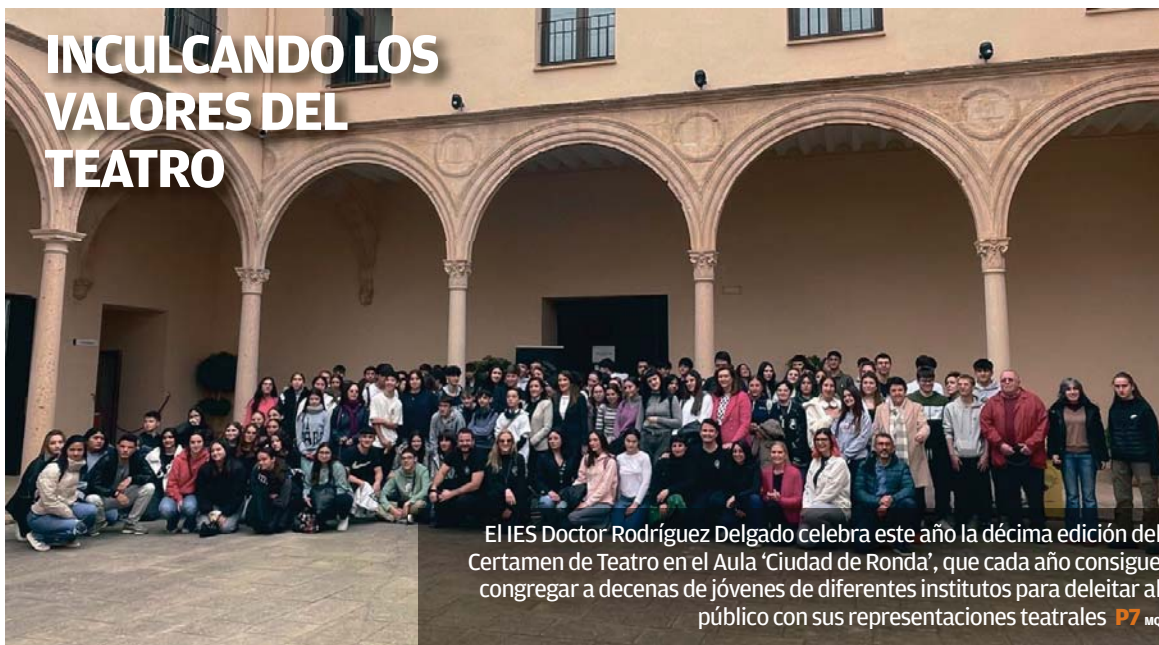 INCULCANDO LOS
VALORES DEL
TEATRO
El IES Doctor Rodríguez Delgado celebra este año la décima edición del
Certamen de Teatro en el Aula ‘Ciudad de Ronda’, que cada año consigue
congregar a decenas de jóvenes de diferentes institutos para deleitar al
público con sus representaciones teatrales P7 MQ